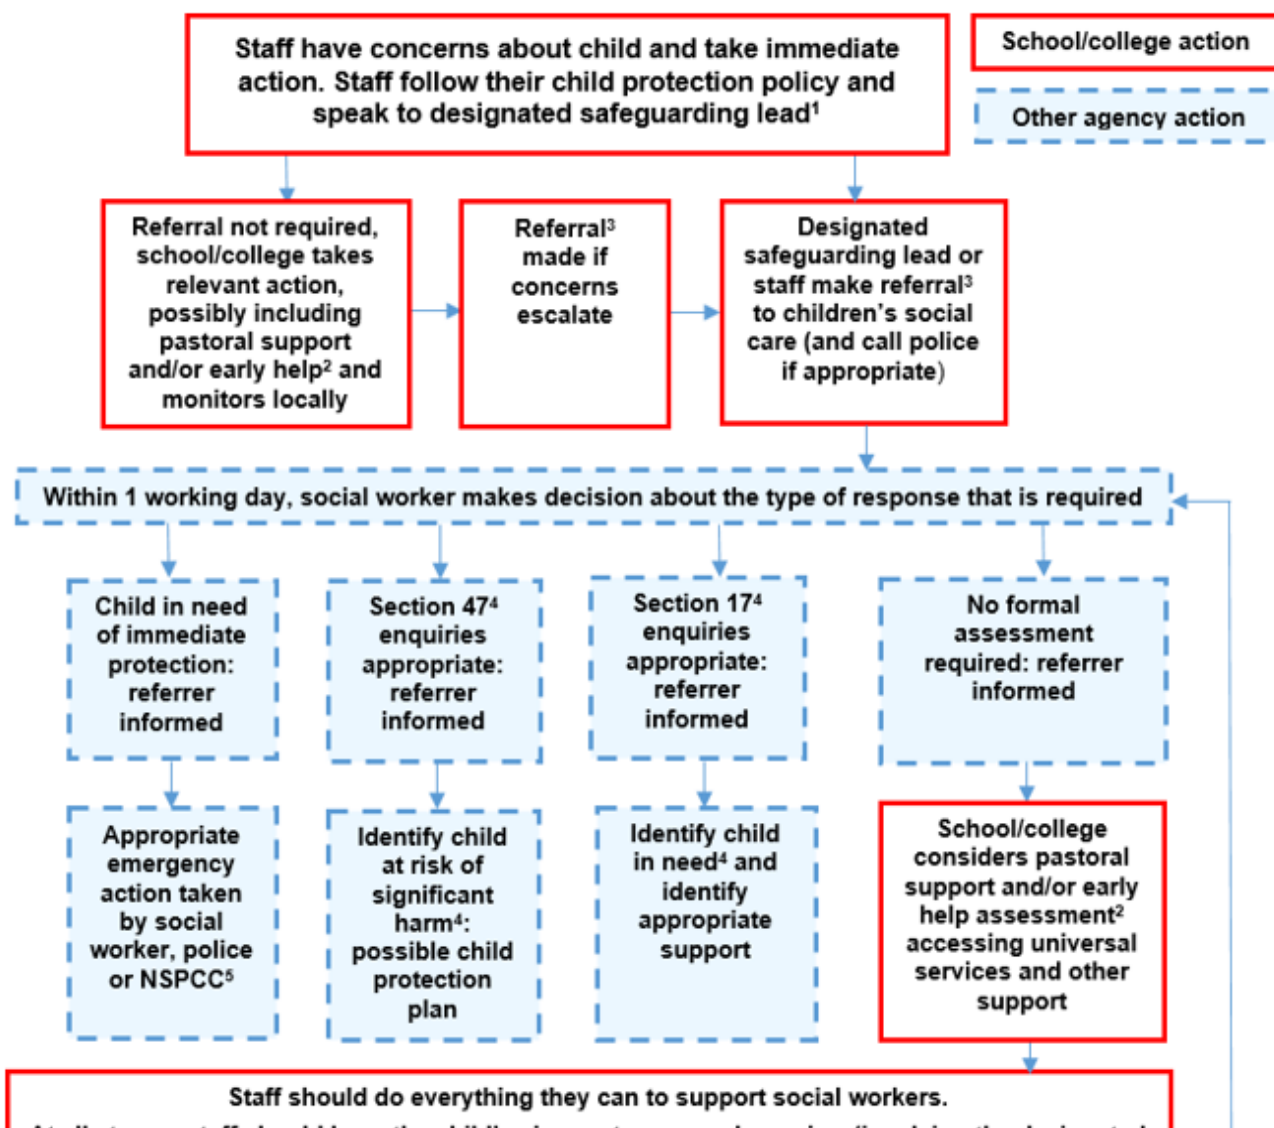 Staff have concerns about child and take immediate
action. Staff follow their child protection policy and
speak to designated safeguarding lead¹
School/college action
Other agency action
Referral not required,
school/college takes
relevant action,
possibly including
pastoral support
and/or early help² and
monitors locally
Referral³
made if
concerns
escalate
Designated
safeguarding lead or
staff make referral³
to children's social
care (and call police
if appropriate)
Within 1 working day, social worker makes decision about the type of response that is required
Child in need
of immediate
protection:
referrer
informed
Section 47⁴
enquiries
appropriate:
referrer
informed
Section 17⁴
enquiries
appropriate:
referrer
informed
No formal
assessment
required: referrer
informed
Appropriate
emergency
action taken
by social
worker, police
or NSPCC⁵
Identify child
at risk of
significant
harm⁴:
possible child
protection
plan
Identify child
in need⁴ and
identify
appropriate
support
School/college
considers pastoral
support and/or early
help assessment²
accessing universal
services and other
support
Staff should do everything they can to support social workers.